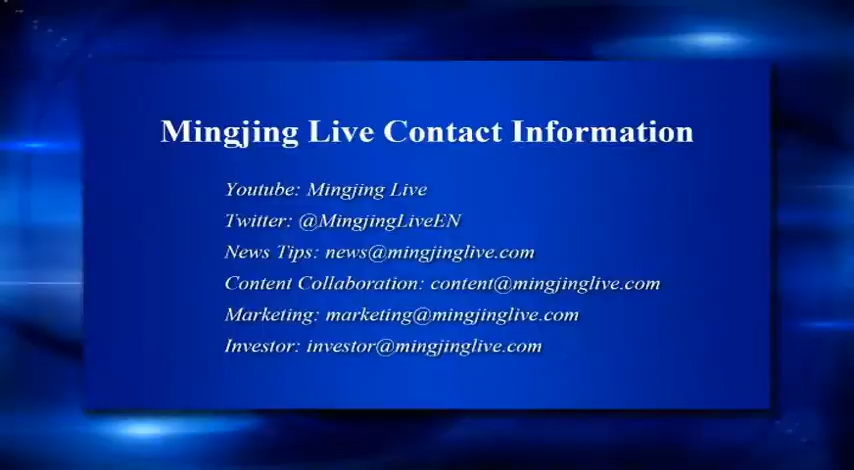 Mingjing Live Contact Information
Youtube: Mingjing Live
Twitter: @MingjingLiveEN
News Tips: news@mingjinglive.com
Content Collaboration: content@mingjinglive.com
Marketing: marketing@mingjinglive.com
Investor: investor@mingjinglive.com